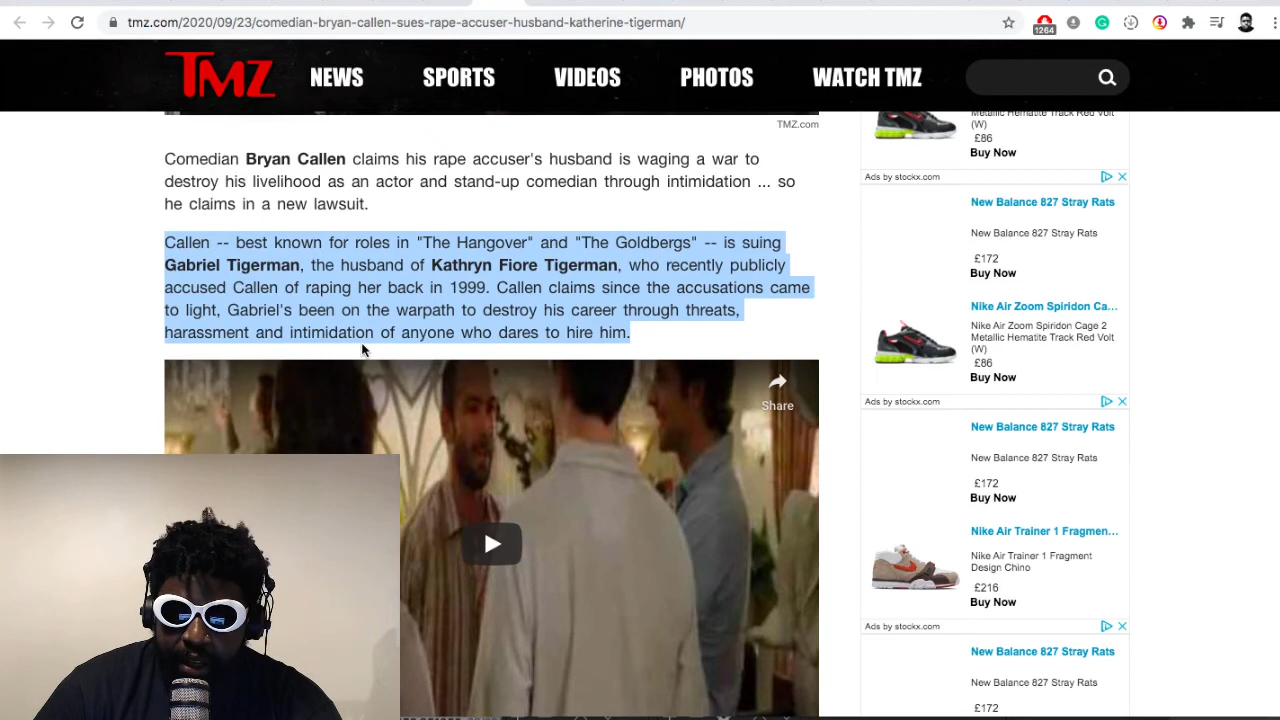 tmz.com/2020/09/23/comedian-bryan-callen-sues-rape-accuser-husband-katherine-tigerman/
1264
TMZ
NEWS
SPORTS
VIDEOS
PHOTOS
WATCH TMZ
TMZ.com
Comedian Bryan Callen claims his rape accuser's husband is waging a war to
destroy his livelihood as an actor and stand-up comedian through intimidation ... so
he claims in a new lawsuit.
Callen -- best known for roles in "The Hangover" and "The Goldbergs" -- is suing
Gabriel Tigerman, the husband of Kathryn Fiore Tigerman, who recently publicly
accused Callen of raping her back in 1999. Callen claims since the accusations came
to light, Gabriel's been on the warpath to destroy his career through threats,
harassment and intimidation of anyone who dares to hire him.
Share
Metallic Hematite Track Red Volt
(W)
£86
Buy Now
Ads by stockx.com
New Balance 827 Stray Rats
New Balance 827 Stray Rats
£172
Buy Now
Nike Air Zoom Spiridon Ca...
Nike Air Zoom Spiridon Cage 2
Metallic Hematite Track Red Volt
(W)
£86
Buy Now
Ads by stockx.com
New Balance 827 Stray Rats
New Balance 827 Stray Rats
£172
Buy Now
Nike Air Trainer 1 Fragmen...
Nike Air Trainer 1 Fragment
Design Chino
£216
Buy Now
Ads by stockx.com
New Balance 827 Stray Rats
New Balance 827 Stray Rats
£172